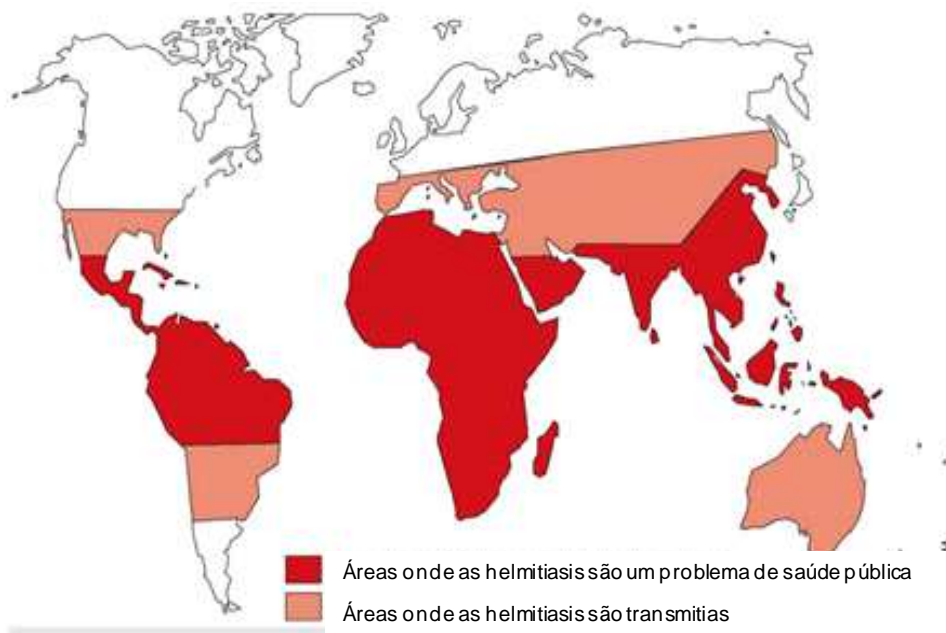 Áreas onde as helmitiasis são um problema de saúde pública
Áreas onde as helmitiasis são transmitias